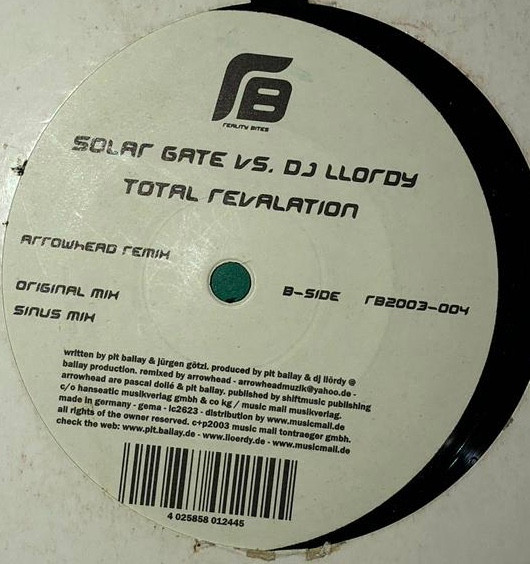 RB
REALITY BITES
SOLAR GATE VS. DJ LLORDY
TOTAL REVALATION
ARROWHEAD REMIX
ORIGINAL MIX
SINUS MIX
B-SIDE RB2003-004
written by pit bailay & jürgen götzl. produced by pit bailay & dj llördy @
bailay production. remixed by arrowhead - arrowheadmuzik@yahoo.de -
arrowhead are pascal dollé & pit bailay. published by shiftmusic publishing
c/o hanseatic musikverlag gmbh & co kg / music mail musikverlag.
made in germany - gema - lc2623 - distribution by www.musicmail.de
all rights of the owner reserved. c+p2003 music mail tontraeger gmbh.
check the web: www.pit.bailay.de - www.lloerdy.de - www.musicmail.de
4 025858 012445